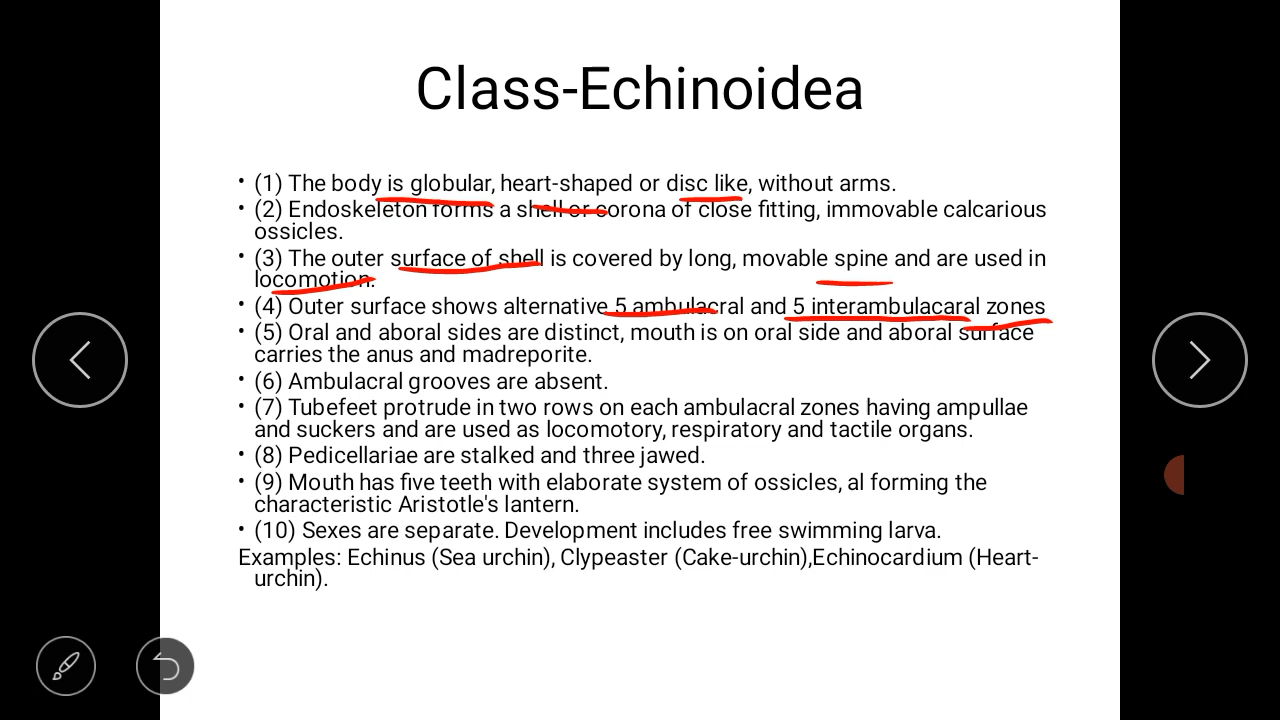 Class-Echinoidea
• (1) The body is globular, heart-shaped or disc like, without arms.
• (2) Endoskeleton forms a shell or corona of close fitting, immovable calcarious
ossicles.
• (3) The outer surface of shell is covered by long, movable spine and are used in
locomotion.
• (4) Outer surface shows alternative 5 ambulacral and 5 interambulacaral zones
• (5) Oral and aboral sides are distinct, mouth is on oral side and aboral surface
carries the anus and madreporite.
• (6) Ambulacral grooves are absent.
• (7) Tubefeet protrude in two rows on each ambulacral zones having ampullae
and suckers and are used as locomotory, respiratory and tactile organs.
• (8) Pedicellariae are stalked and three jawed.
• (9) Mouth has five teeth with elaborate system of ossicles, al forming the
characteristic Aristotle's lantern.
• (10) Sexes are separate. Development includes free swimming larva.
Examples: Echinus (Sea urchin), Clypeaster (Cake-urchin),Echinocardium (Heart-
urchin).